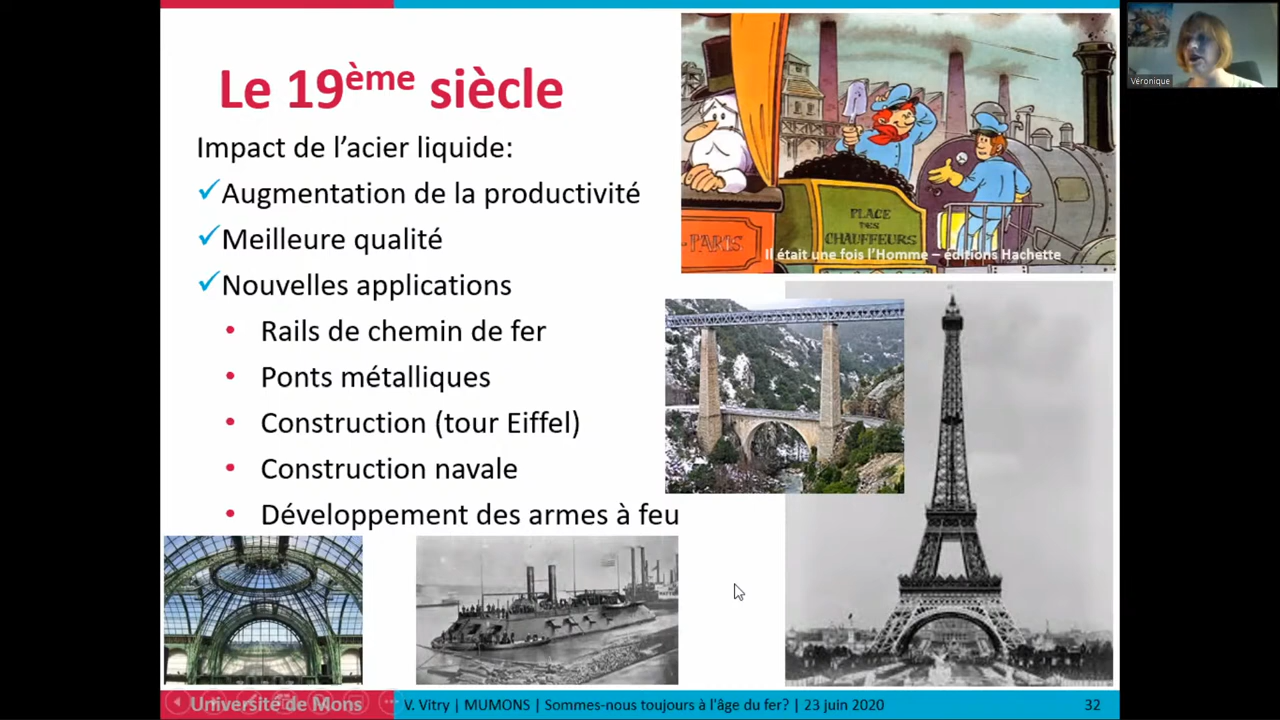 Le 19ème siècle
Impact de l'acier liquide:
Augmentation de la productivité
Meilleure qualité
Nouvelles applications
Rails de chemin de fer
Ponts métalliques
Construction (tour Eiffel)
Construction navale
Développement des armes à feu
-PARIS
PLACE
DES
CHAUFFEURS
Il était une fois l'Homme – éditions Hachette
Véronique
Université de Mons
V. Vitry | MUMONS | Sommes-nous toujours à l'âge du fer? | 23 juin 2020
32